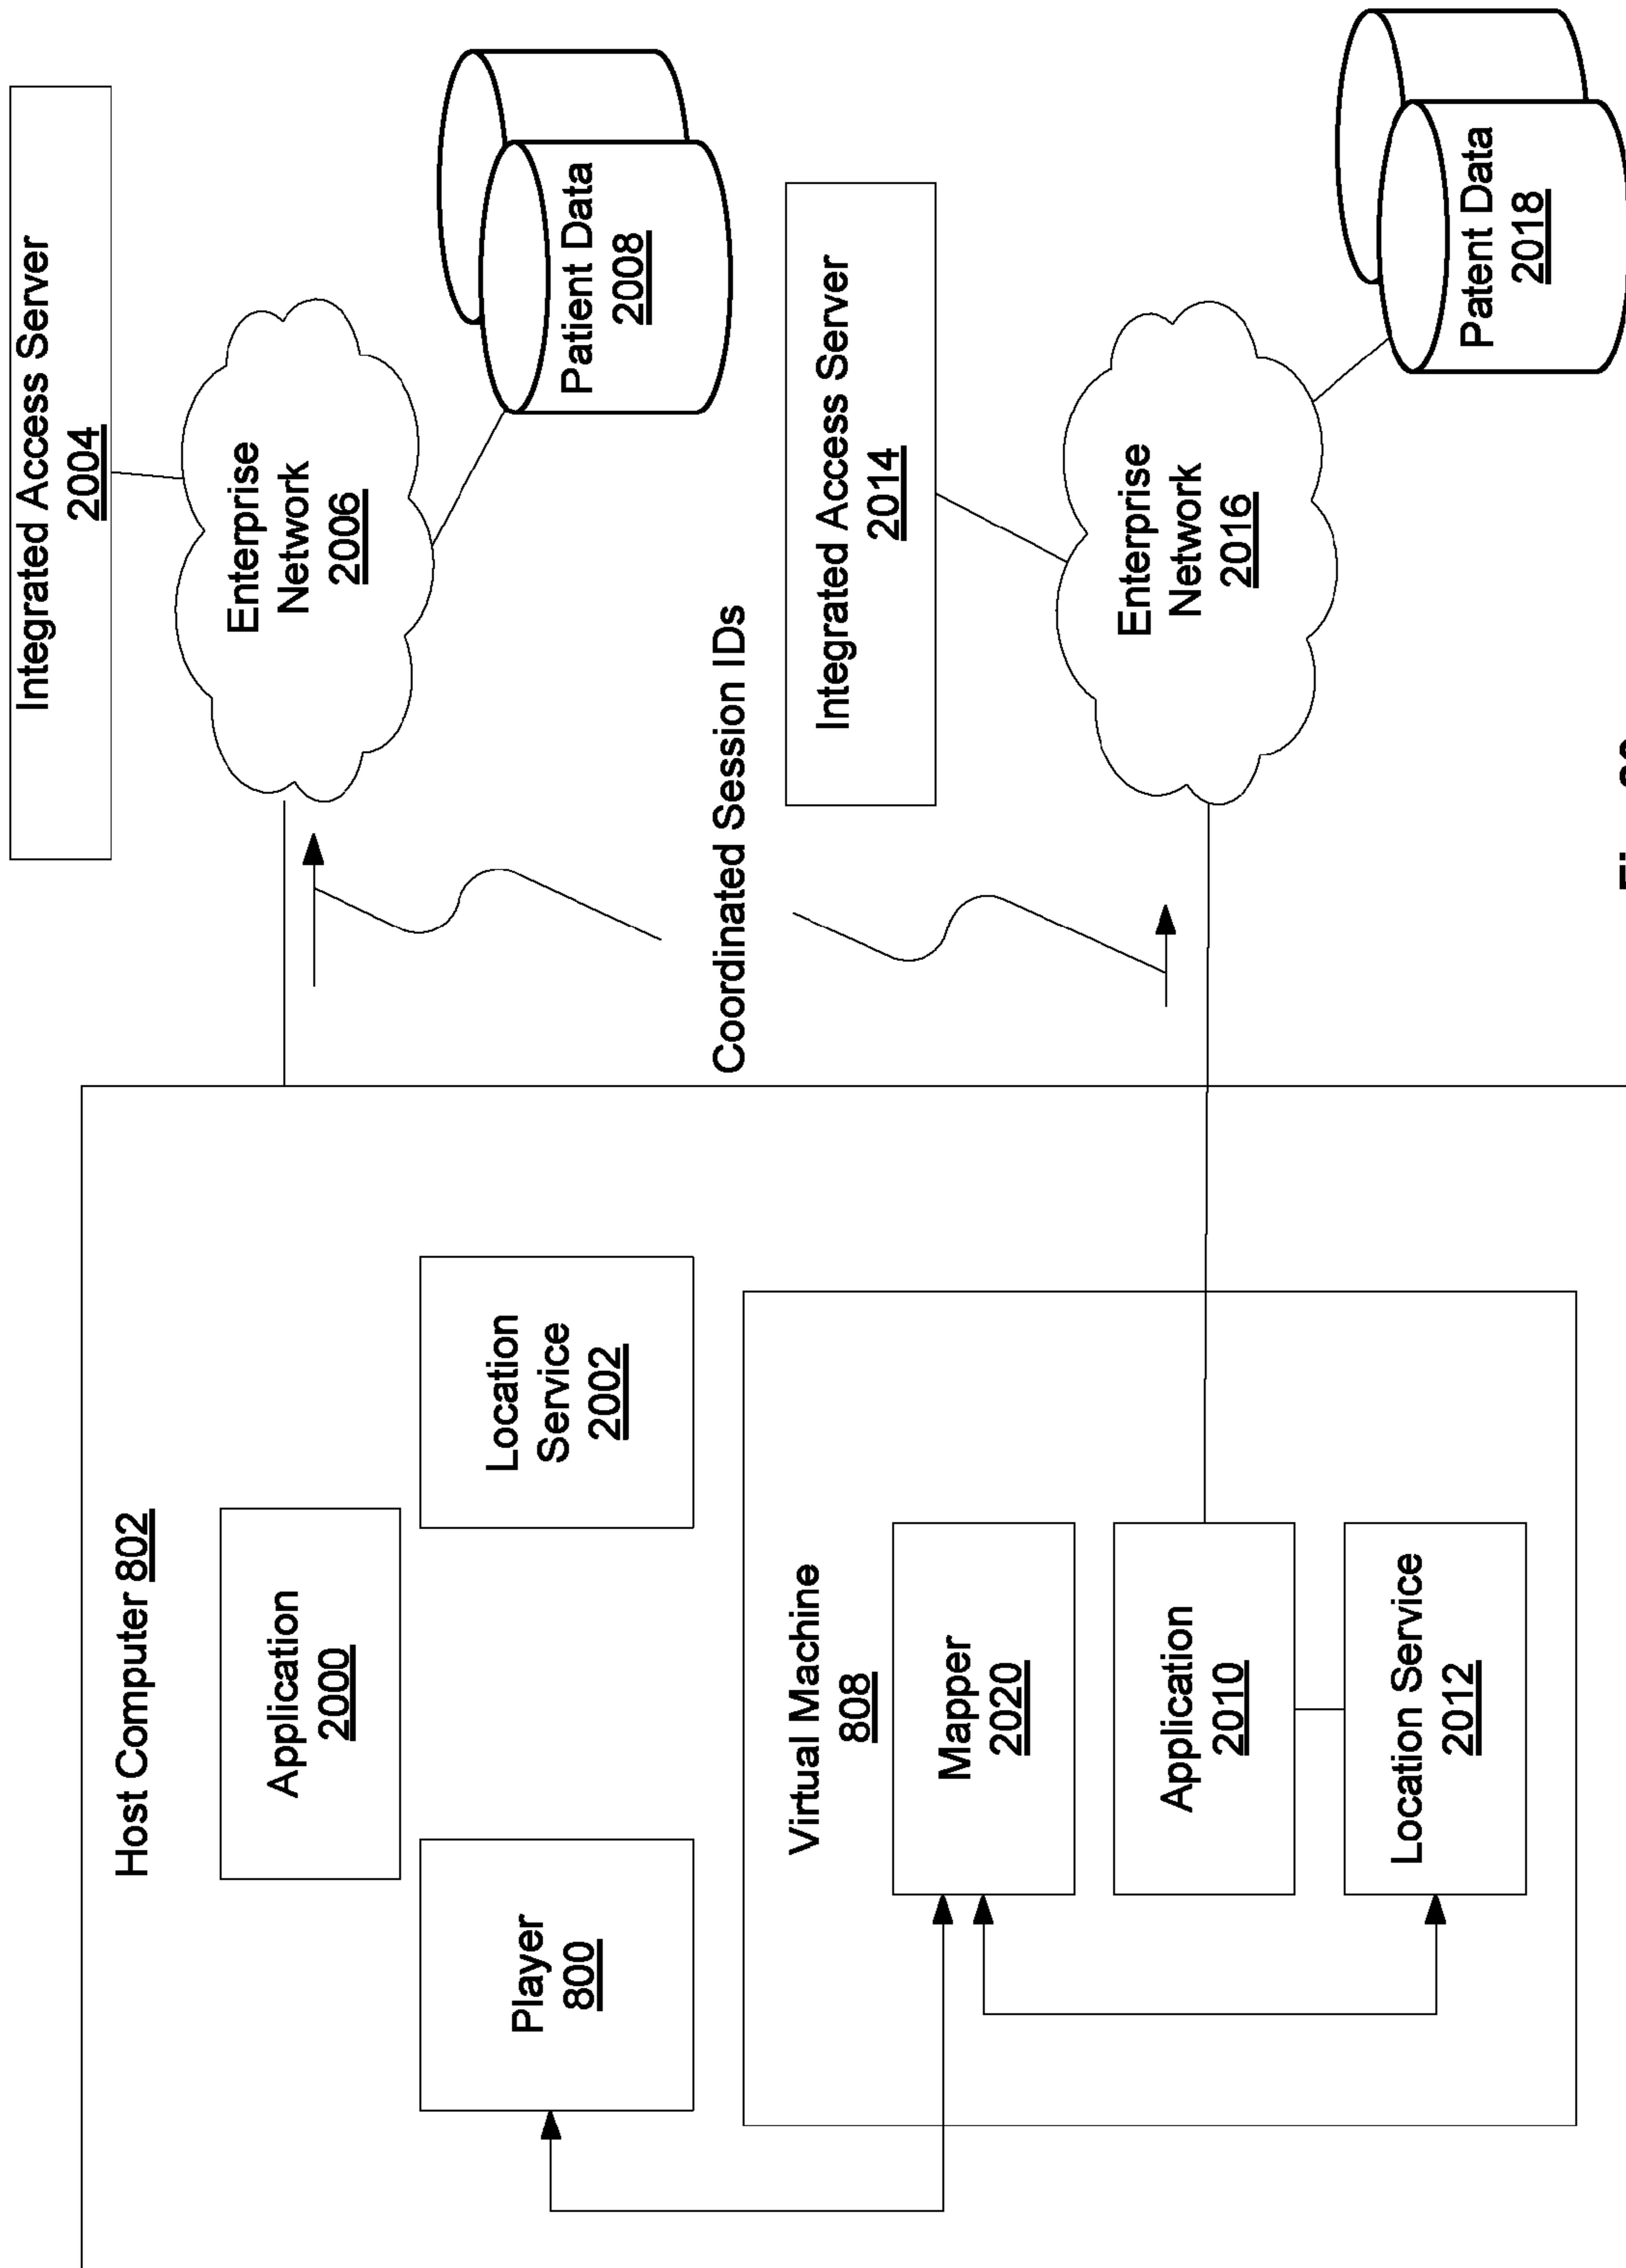 Host Computer 802
Application
2000
Player
800
Location
Service
2002
Virtual Machine
808
Mapper
2020
Application
2010
Location Service
2012
Integrated Access Server
2004
Enterprise
Network
2006
Patient Data
2008
Coordinated Session IDs
Integrated Access Server
2014
Enterprise
Network
2016
Patent Data
2018